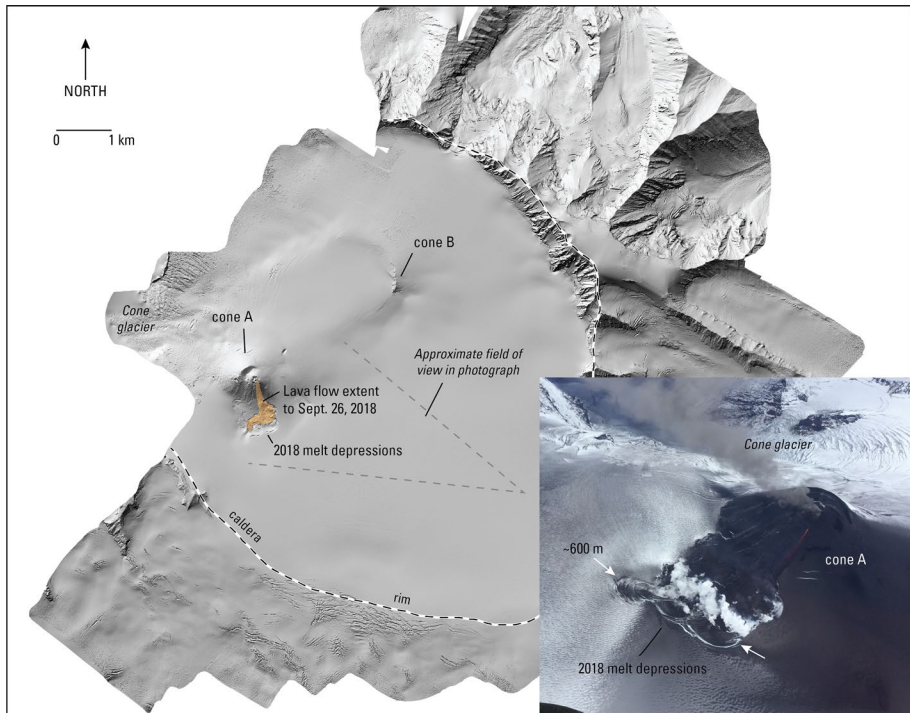 NORTH
0 1 km
cone B
Cone
glacier
cone A
Approximate field of
view in photograph
Lava flow extent
to Sept. 26, 2018
2018 melt depressions
caldera
rim
Cone glacier
~600 m
cone A
2018 melt depressions